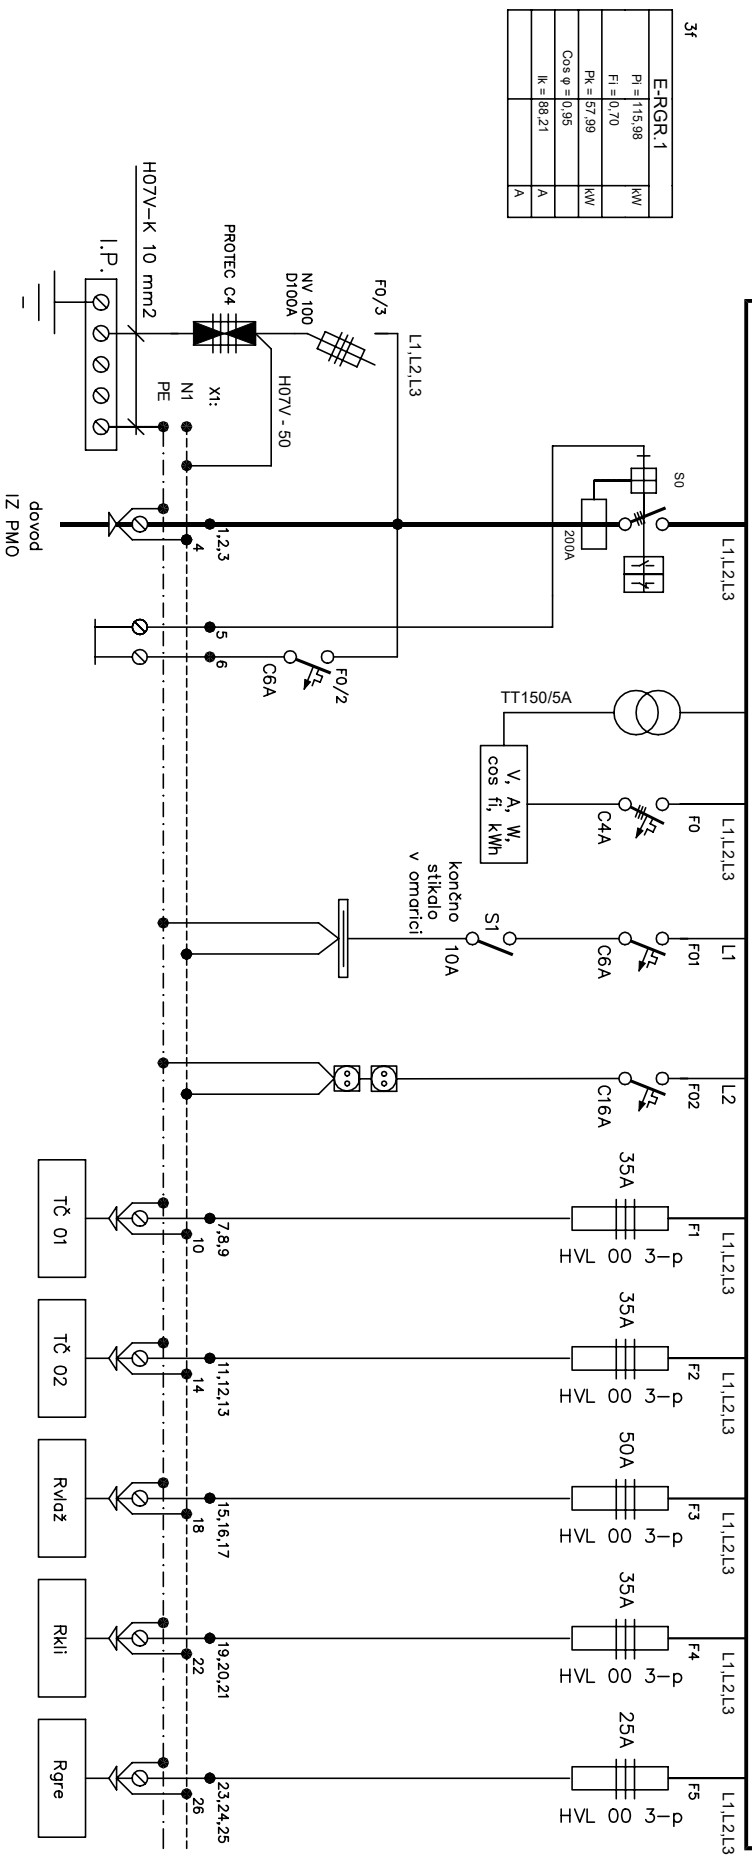 3f
E-RGR.1
Pi = 115,98 kW
Fi = 0,70
Pk = 57,99 kW
Cos φ = 0,95
Ik = 88,21 A
A
H07V-K 10 mm2
I.P.
PROTEC C4
NV 100
D100A
F0/3
L1,L2,L3
H07V - 50
X1:
N1
PE
dovod
IZ PMO
1,2,3
4
S0
200A
L1,L2,L3
5
6
F0/2
C6A
TT150/5A
V, A, W,
cos fi, kWh
L1,L2,L3
F0
C4A
L1
F01
C6A
S1
10A
končno
stikalo
v omarici
L2
F02
C16A
L1,L2,L3
F1
35A
HVL 00 3-p
7,8,9
10
TČ 01
L1,L2,L3
F2
35A
HVL 00 3-p
11,12,13
14
TČ 02
L1,L2,L3
F3
50A
HVL 00 3-p
15,16,17
18
Rvlaž
L1,L2,L3
F4
35A
HVL 00 3-p
19,20,21
22
Rkli
L1,L2,L3
F5
25A
HVL 00 3-p
23,24,25
26
Rgre